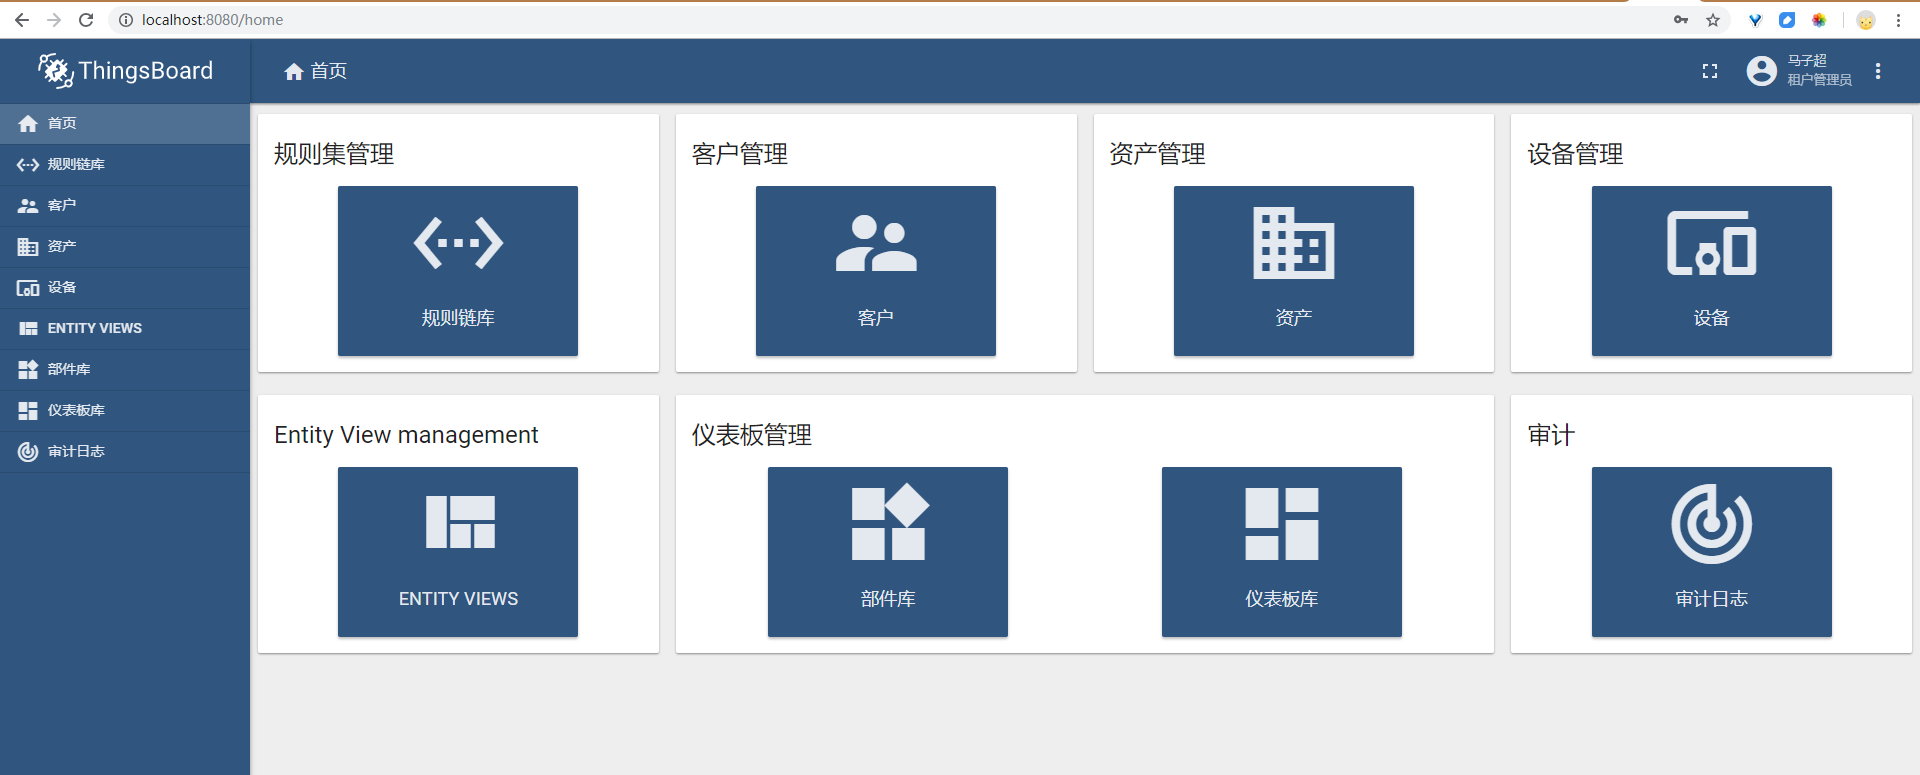 localhost:8080/home
ThingsBoard
首页
马子超
租户管理员
首页
规则链库
客户
资产
设备
ENTITY VIEWS
部件库
仪表板库
审计日志
规则集管理
规则链库
客户管理
客户
资产管理
资产
设备管理
设备
Entity View management
ENTITY VIEWS
仪表板管理
部件库
仪表板库
审计
审计日志